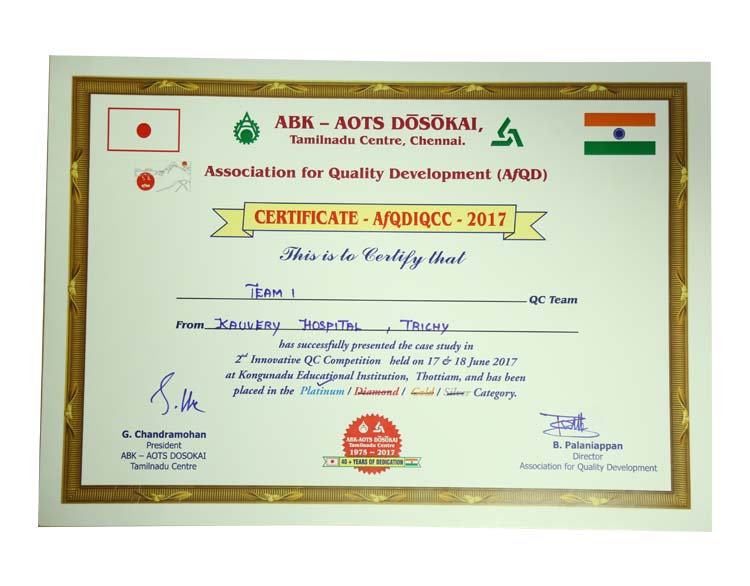 ABK – AOTS DŌSŌKAI,
Tamilnadu Centre, Chennai.
Association for Quality Development (AfQD)
CERTIFICATE - AfQDIQCC - 2017
This is to Certify that
TEAM 1 QC Team
From KAUVERY HOSPITAL, TRICHY
has successfully presented the case study in
2nd Innovative QC Competition held on 17 & 18 June 2017
at Kongunadu Educational Institution, Thottiam, and has been
placed in the Platinum / Diamond / Gold / Silver Category.
G. Chandramohan
President
ABK – AOTS DOSOKAI
Tamilnadu Centre
ABK-AOTS DOSOKAI
Tamilnadu Centre
1975 – 2017
40 + YEARS OF DEDICATION
B. Palaniappan
Director
Association for Quality Development